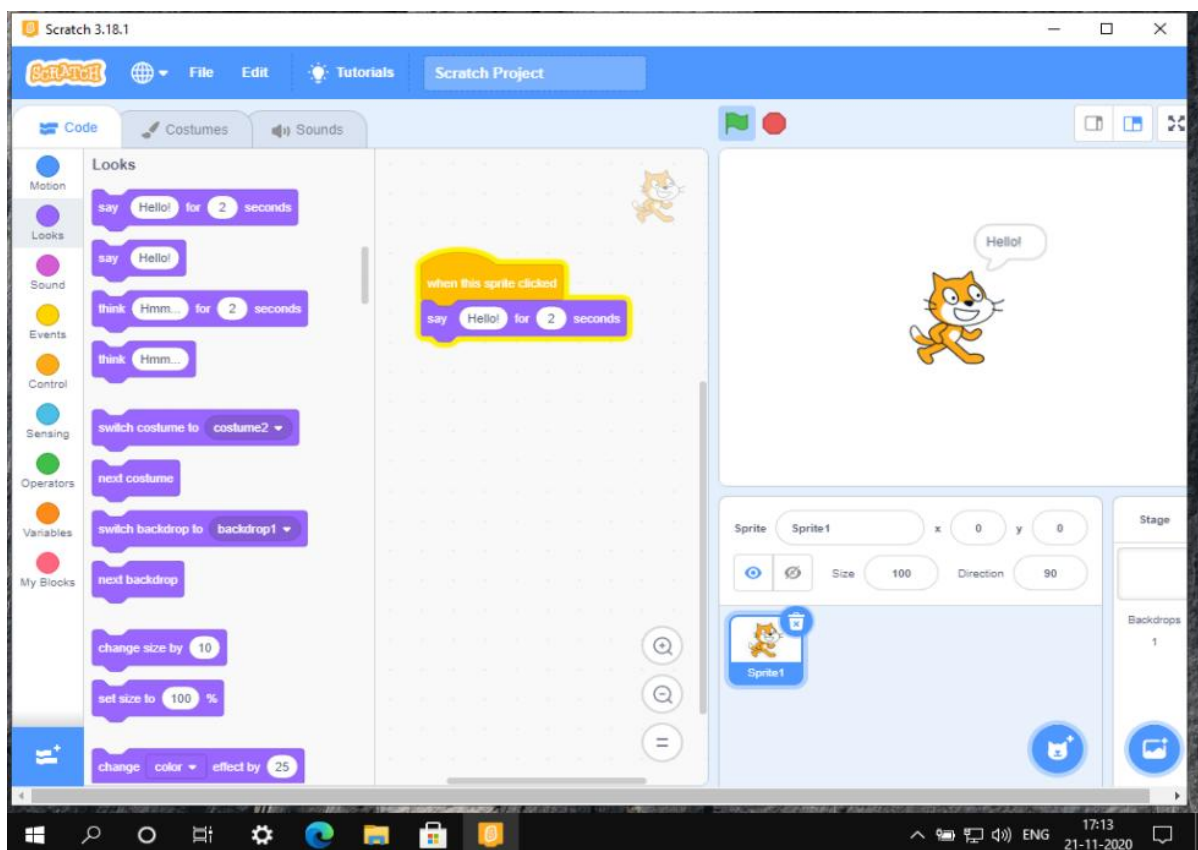 Scratch 3.18.1
SCRATCH File Edit Tutorials Scratch Project
Code Costumes Sounds
Motion
Looks
Sound
Events
Control
Sensing
Operators
Variables
My Blocks
Looks
say Hello! for 2 seconds
say Hello!
think Hmm... for 2 seconds
think Hmm...
switch costume to costume2
next costume
switch backdrop to backdrop1
next backdrop
change size by 10
set size to 100 %
change color effect by 25
when this sprite clicked
say Hello! for 2 seconds
Hello!
Sprite Sprite1 x 0 y 0
Size 100 Direction 90
Sprite1
Stage
Backdrops
1
ENG 17:13
21-11-2020